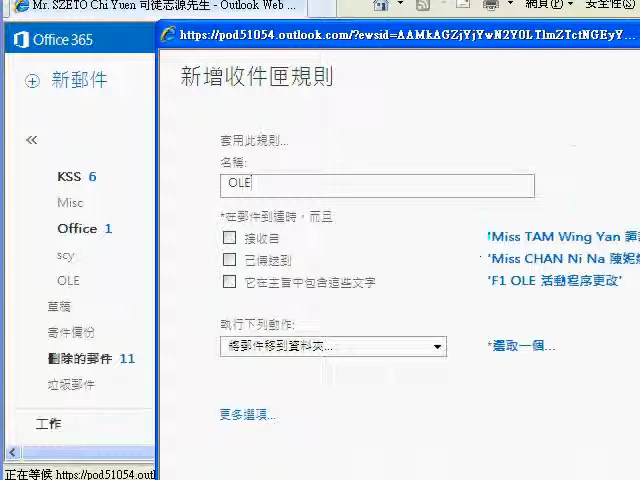 Mr. SZETO Chi Yuen 司徒志源先生 - Outlook Web ...
網頁(P)
安全性(S)
Office 365
https://pod51054.outlook.com/?ewsid=AAMkAGZjYjYwN2Y0LTlmZTctNGEyY...
新郵件
新增收件匣規則
«
套用此規則...
名稱:
KSS 6
OLE
Misc
*在郵件到達時，而且
Office 1
接收自
'Miss TAM Wing Yan
scy
已傳送到
'Miss CHAN Ni Na 陳妮
OLE
它在主旨中包含這些文字
'F1 OLE 活動程序更改'
草稿
寄件備份
執行下列動作:
將郵件移到資料夾...
*選取一個...
刪除的郵件 11
垃圾郵件
更多選項...
工作
正在等候 https://pod51054.outl